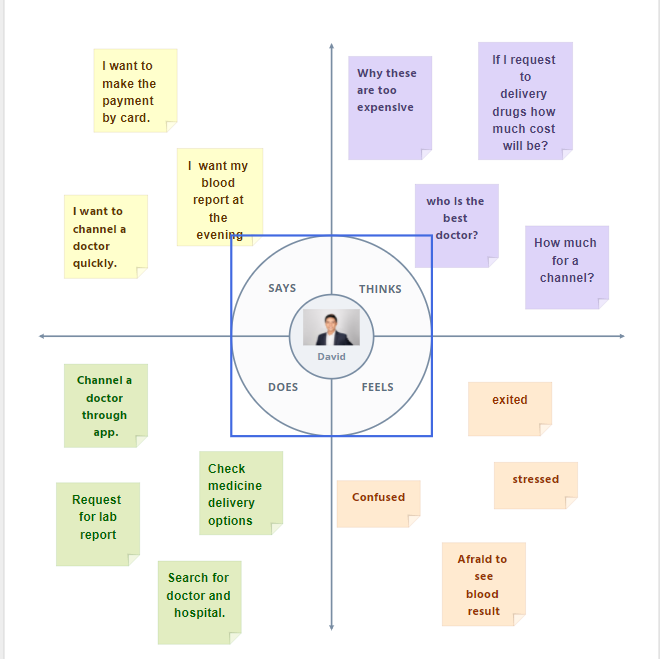 I want to
make the
payment
by card.
I want my
blood
report at
the
evening
I want to
channel a
doctor
quickly.
Why these
are too
expensive
If I request
to
delivery
drugs how
much cost
will be?
who is the
best
doctor?
How much
for a
channel?
SAYS
THINKS
David
DOES
FEELS
Channel a
doctor
through
app.
Check
medicine
delivery
options
Request
for lab
report
Search for
doctor and
hospital.
exited
stressed
Confused
Afraid to
see
blood
result